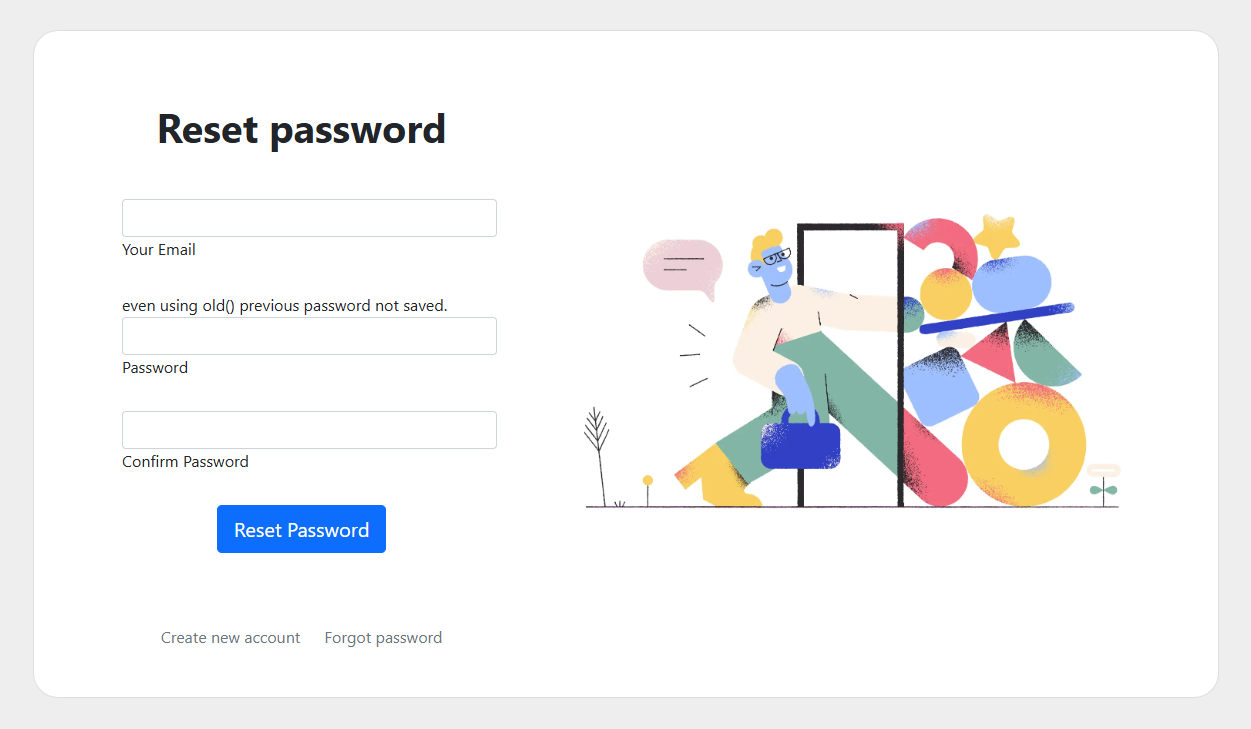 Reset password
Your Email
even using old() previous password not saved.
Password
Confirm Password
Reset Password
Create new account Forgot password